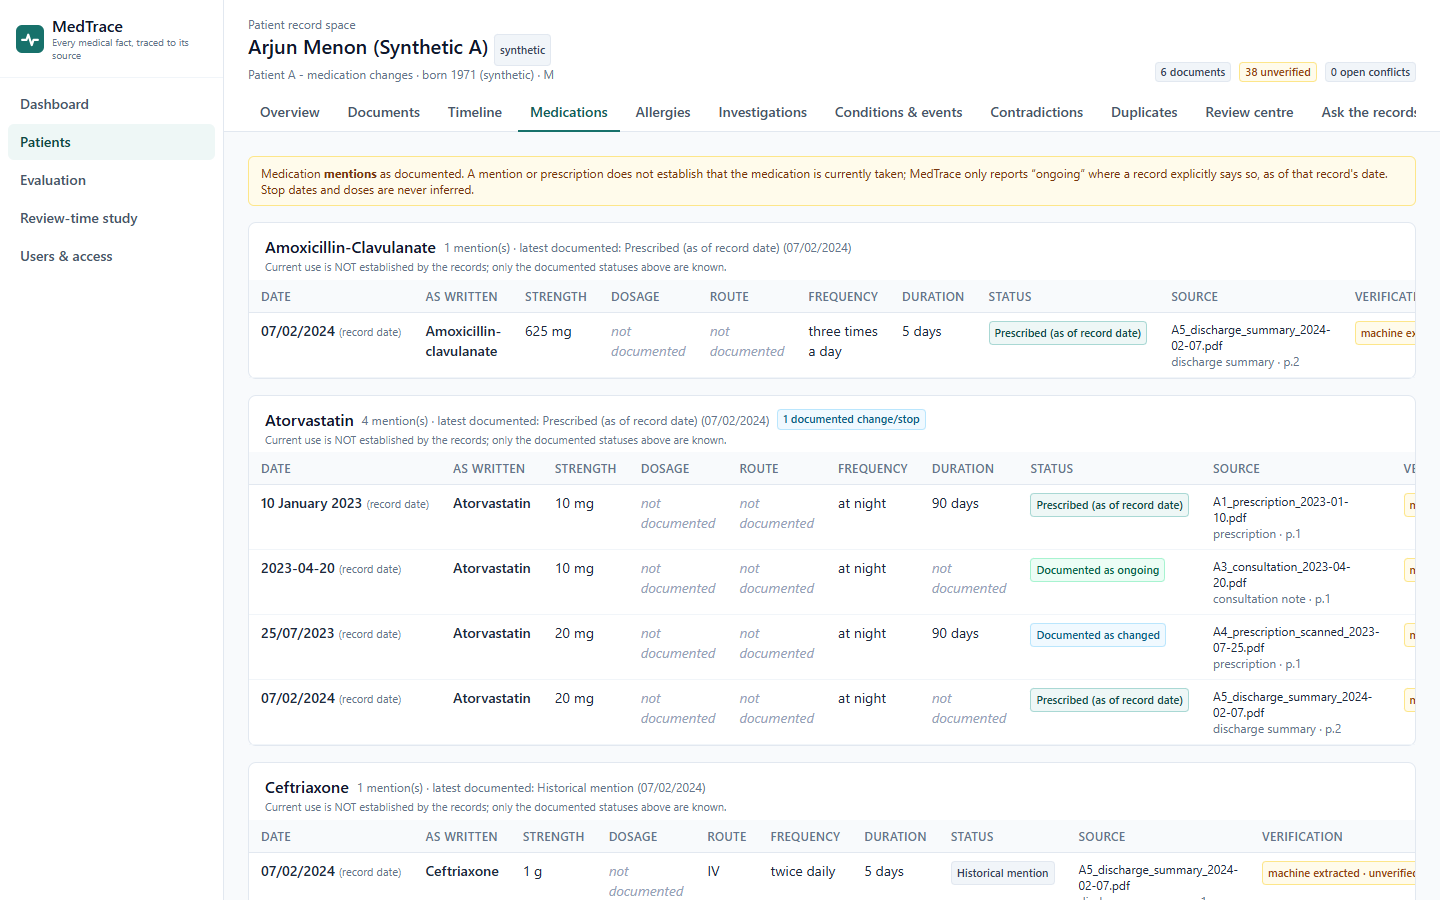 MedTrace
Every medical fact, traced to its
source
Dashboard
Patients
Evaluation
Review-time study
Users & access
Patient record space
Arjun Menon (Synthetic A) synthetic
Patient A - medication changes · born 1971 (synthetic) · M
6 documents 38 unverified 0 open conflicts
Overview Documents Timeline Medications Allergies Investigations Conditions & events Contradictions Duplicates Review centre Ask the records
Medication mentions as documented. A mention or prescription does not establish that the medication is currently taken; MedTrace only reports “ongoing” where a record explicitly says so, as of that record's date.
Stop dates and doses are never inferred.
Amoxicillin-Clavulanate 1 mention(s) · latest documented: Prescribed (as of record date) (07/02/2024)
Current use is NOT established by the records; only the documented statuses above are known.
DATE AS WRITTEN STRENGTH DOSAGE ROUTE FREQUENCY DURATION STATUS SOURCE VERIFICATI
07/02/2024 (record date) Amoxicillin- 625 mg not not three times 5 days Prescribed (as of record date) A5_discharge_summary_2024- machine ex
clavulanate documented documented a day 02-07.pdf
discharge summary · p.2
Atorvastatin 4 mention(s) · latest documented: Prescribed (as of record date) (07/02/2024) 1 documented change/stop
Current use is NOT established by the records; only the documented statuses above are known.
DATE AS WRITTEN STRENGTH DOSAGE ROUTE FREQUENCY DURATION STATUS SOURCE VE
10 January 2023 (record date) Atorvastatin 10 mg not not at night 90 days Prescribed (as of record date) A1_prescription_2023-01- m
documented documented 10.pdf
prescription · p.1
2023-04-20 (record date) Atorvastatin 10 mg not not at night not Documented as ongoing A3_consultation_2023-04- m
documented documented documented 20.pdf
consultation note · p.1
25/07/2023 (record date) Atorvastatin 20 mg not not at night 90 days Documented as changed A4_prescription_scanned_2023- m
documented documented 07-25.pdf
prescription · p.1
07/02/2024 (record date) Atorvastatin 20 mg not not at night not Prescribed (as of record date) A5_discharge_summary_2024- m
documented documented documented 02-07.pdf
discharge summary · p.2
Ceftriaxone 1 mention(s) · latest documented: Historical mention (07/02/2024)
Current use is NOT established by the records; only the documented statuses above are known.
DATE AS WRITTEN STRENGTH DOSAGE ROUTE FREQUENCY DURATION STATUS SOURCE VERIFICATION
07/02/2024 (record date) Ceftriaxone 1 g not IV twice daily 5 days Historical mention A5_discharge_summary_2024- machine extracted · unverified
documented 02-07.pdf